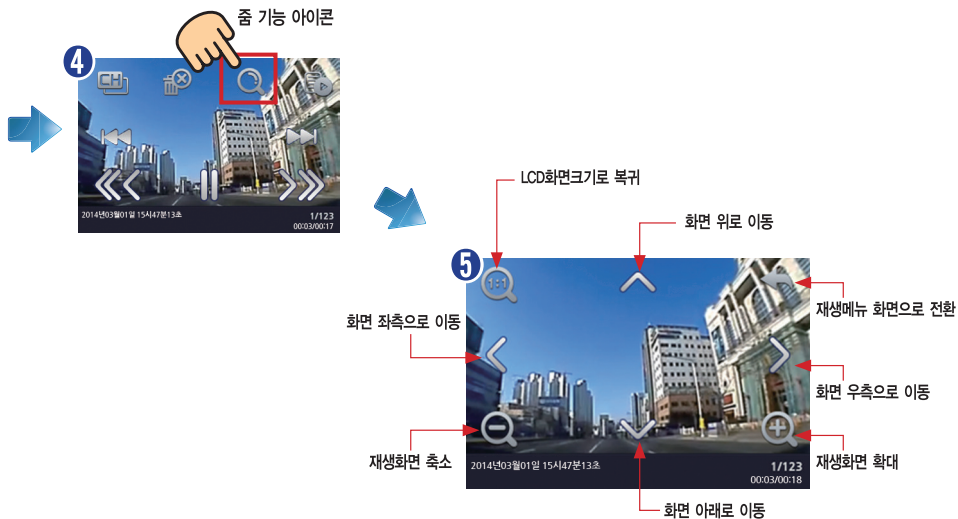 줌 기능 아이콘
4
CH
2014년03월01일 15시47분13초
1/123
00:03/00:17
LCD화면크기로 복귀
화면 위로 이동
5
1:1
재생메뉴 화면으로 전환
화면 좌측으로 이동
화면 우측으로 이동
재생화면 축소
재생화면 확대
2014년03월01일 15시47분13초
1/123
00:03/00:18
화면 아래로 이동